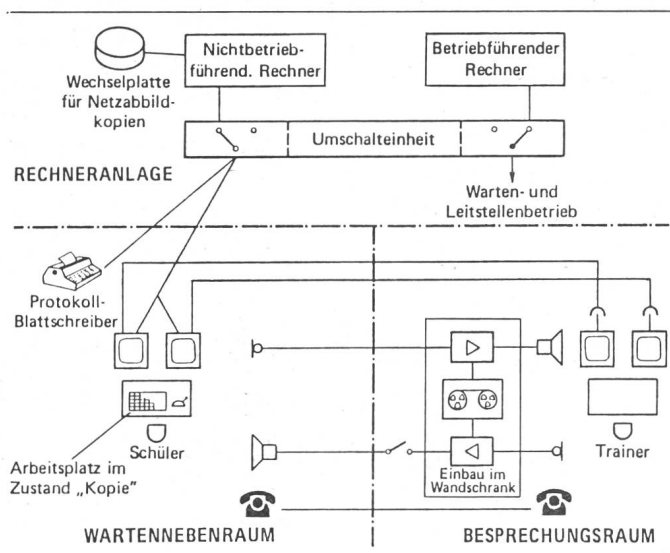 Nichtbetrieb-
führend. Rechner
Betriebführender
Rechner
Wechselplatte
für Netzabbild-
kopien
Umschalteinheit
RECHNERANLAGE
Warten- und
Leitstellenbetrieb
Protokoll-
Blattschreiber
Schüler
Trainer
Arbeitsplatz im
Zustand „Kopie"
Einbau im
Wandschrank
WARTENNEBENRAUM
BESPRECHUNGSRAUM